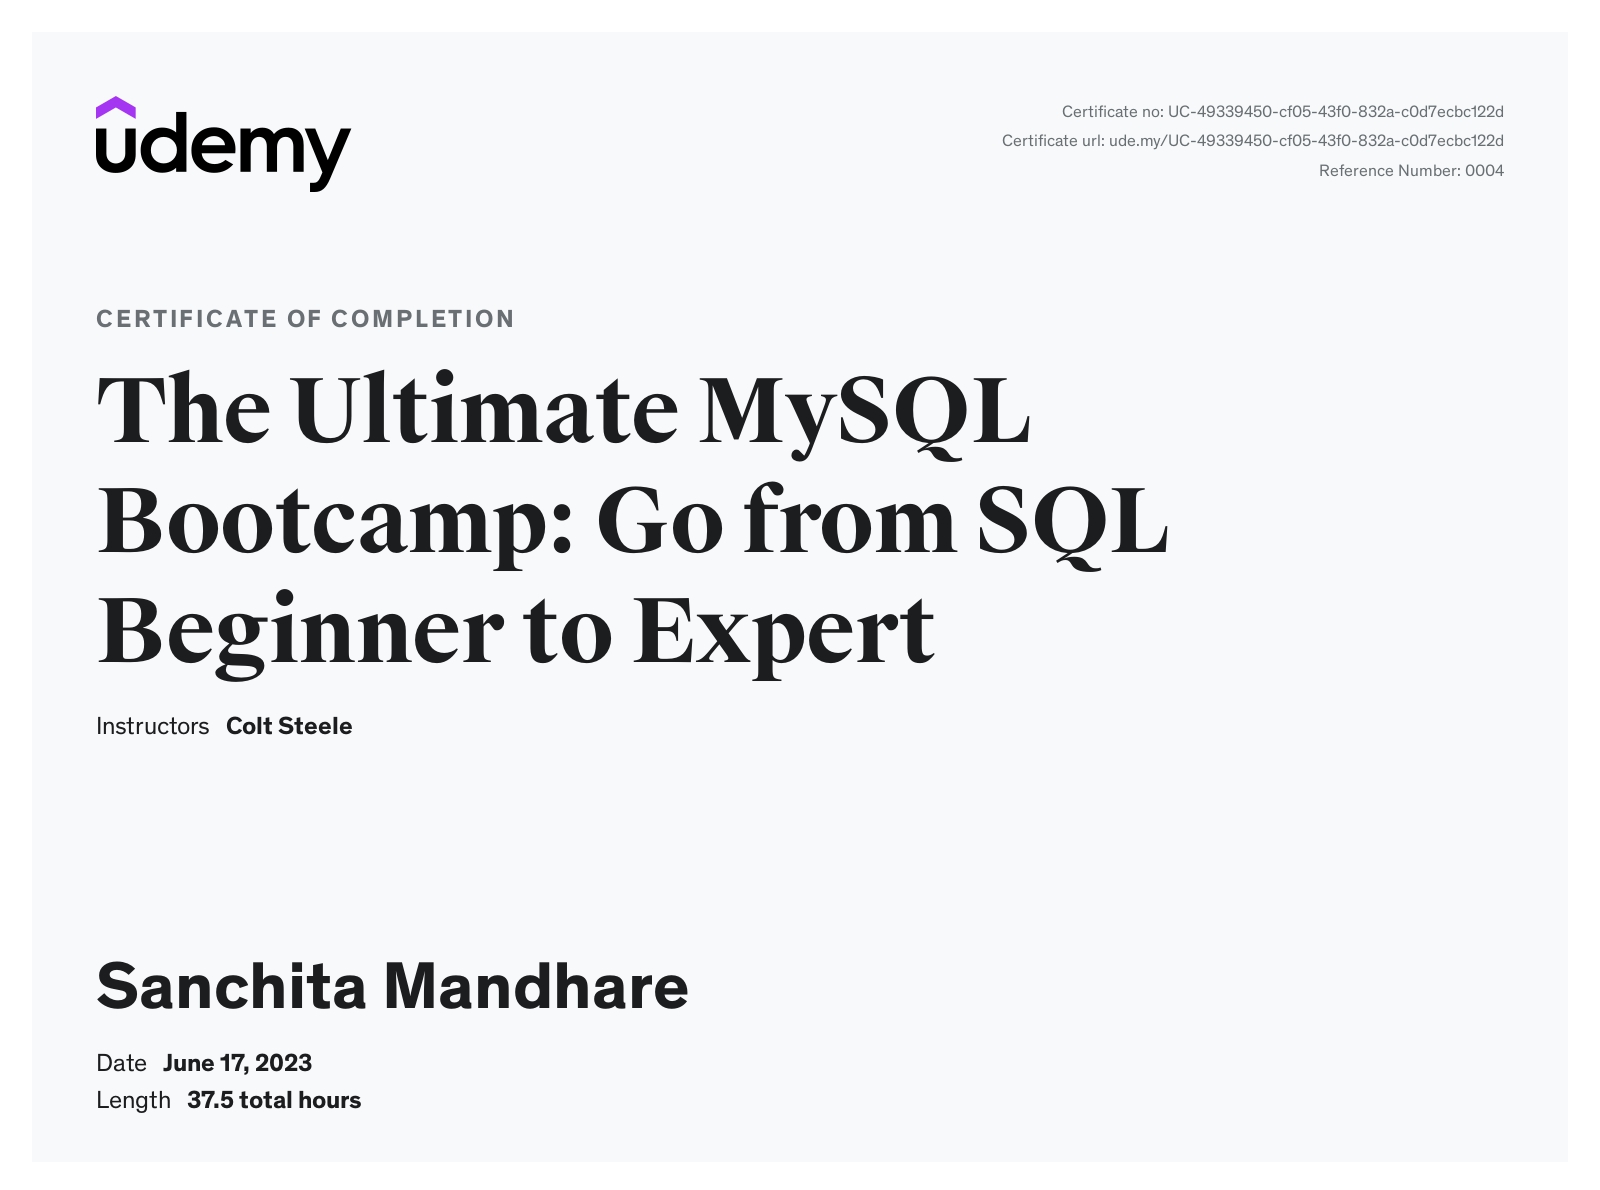 udemy
Certificate no: UC-49339450-cf05-43f0-832a-c0d7ecbc122d
Certificate url: ude.my/UC-49339450-cf05-43f0-832a-c0d7ecbc122d
Reference Number: 0004
CERTIFICATE OF COMPLETION
The Ultimate MySQL
Bootcamp: Go from SQL
Beginner to Expert
Instructors Colt Steele
Sanchita Mandhare
Date June 17, 2023
Length 37.5 total hours